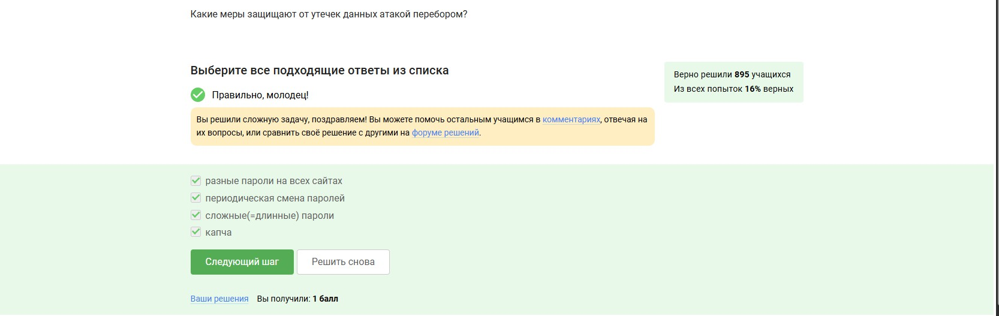 Какие меры защищают от утечек данных атакой перебором?
Выберите все подходящие ответы из списка
Правильно, молодец!
Вы решили сложную задачу, поздравляем! Вы можете помочь остальным учащимся в комментариях, отвечая на
их вопросы, или сравнить своё решение с другими на форуме решений.
Верно решили 895 учащихся
Из всех попыток 16% верных
разные пароли на всех сайтах
периодическая смена паролей
сложные(=длинные) пароли
капча
Следующий шаг
Решить снова
Ваши решения Вы получили: 1 балл